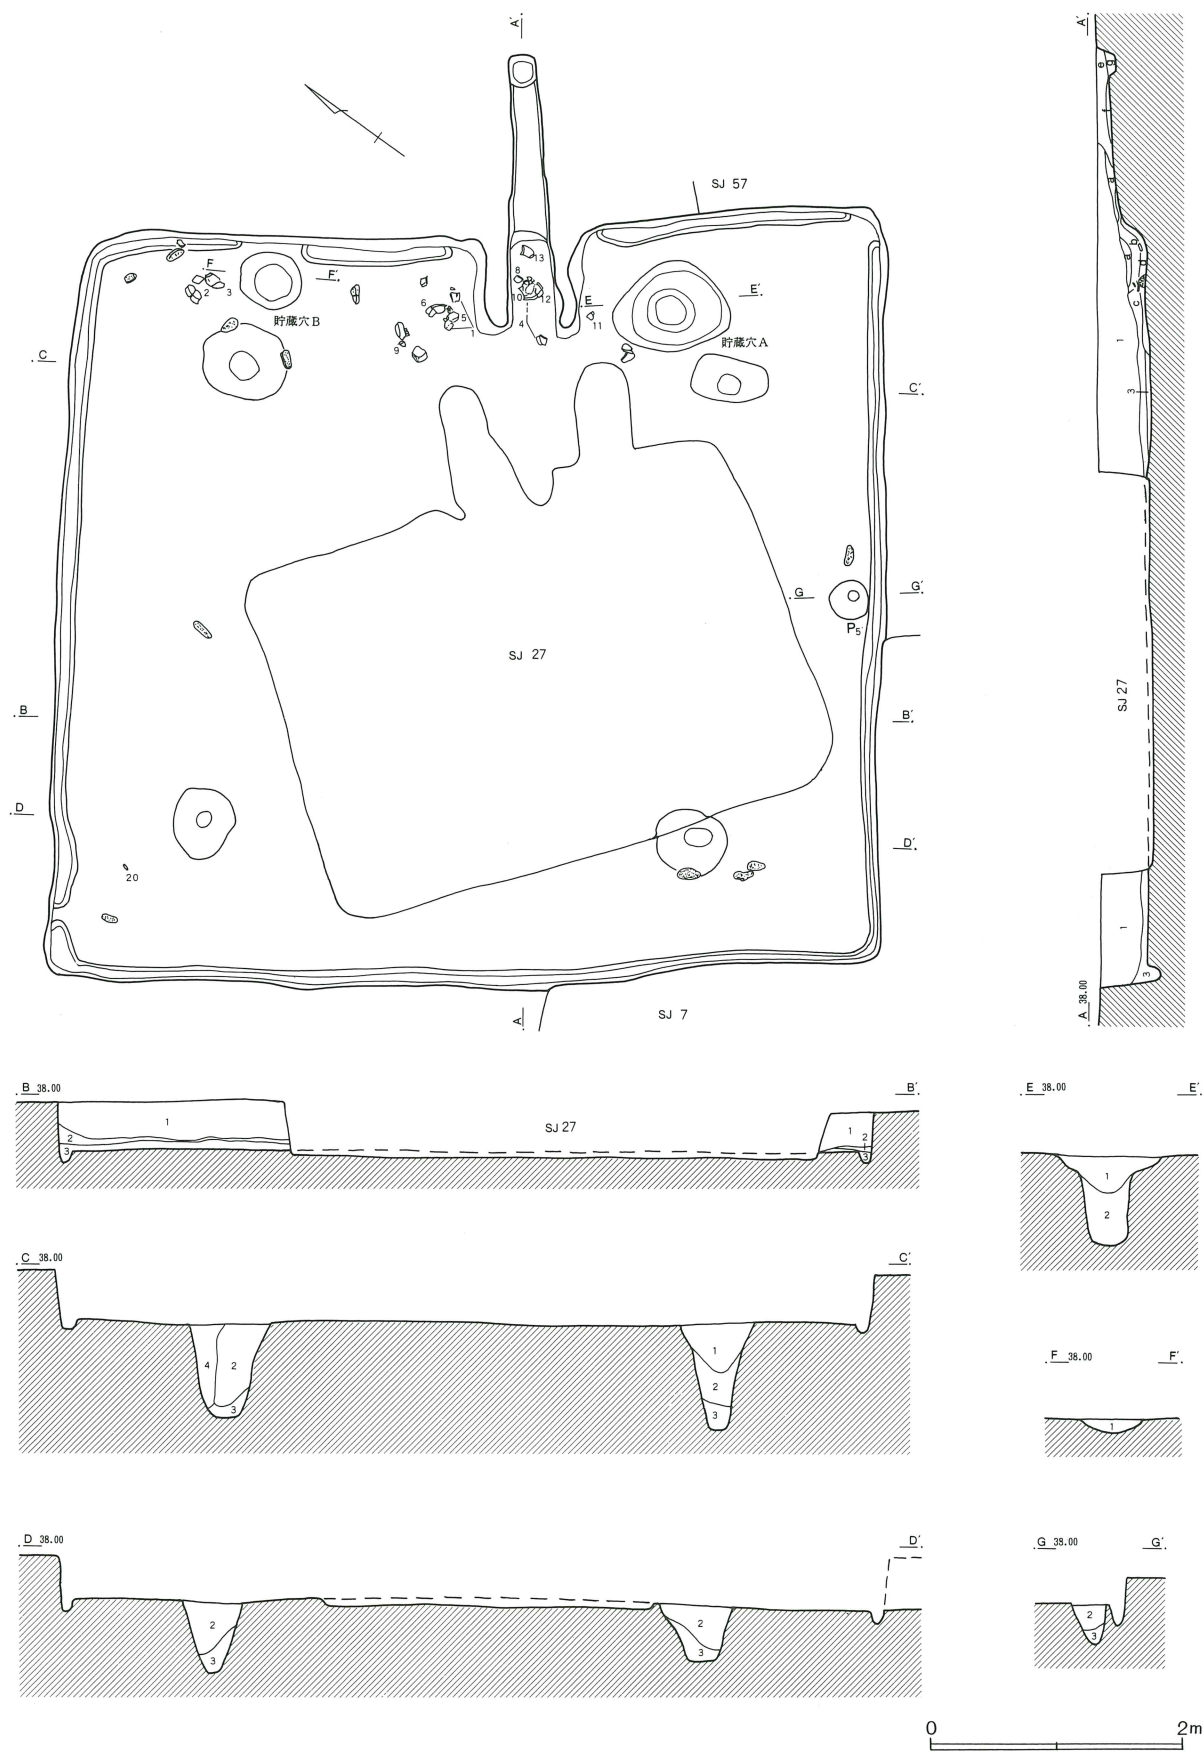 A′
A′
SJ 57
e g
f
a
F F′
2 3
13
8
10 12
6 5
4
1
9
E E′
11
貯蔵穴B
貯蔵穴A
b
d
c
1
3
C C′
G G′
P5
SJ 27
SJ 27
B B′
D D′
20
1
3
A
A 38.00
SJ 7
B 38.00 B′
1
2
3
SJ 27
1 2
3
E 38.00 E′
1
2
C 38.00 C′
4 2
3
1
2
3
F 38.00 F′
1
D 38.00 D′
2
3
2
3
G 38.00 G′
2
3
0 2m